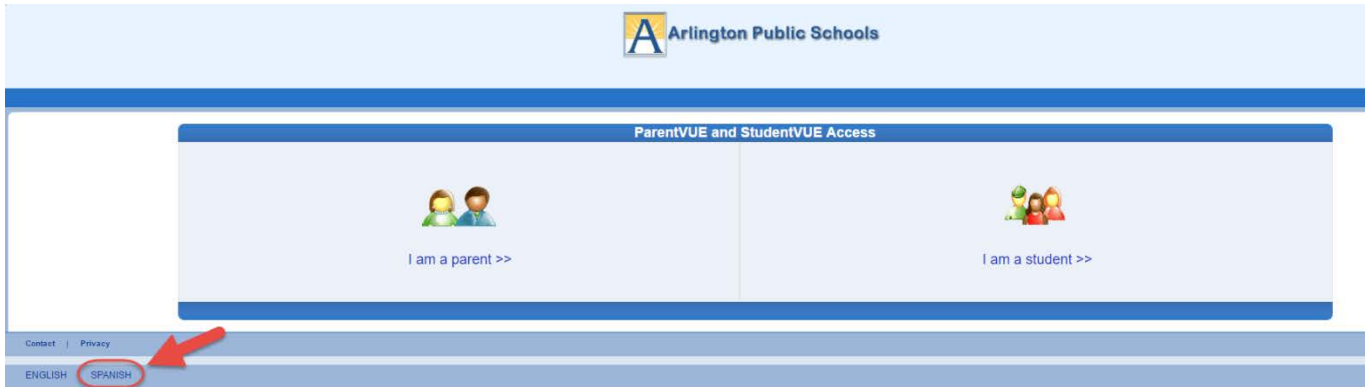 Arlington Public Schools
ParentVUE and StudentVUE Access
I am a parent >>
I am a student >>
Contact | Privacy
ENGLISH SPANISH